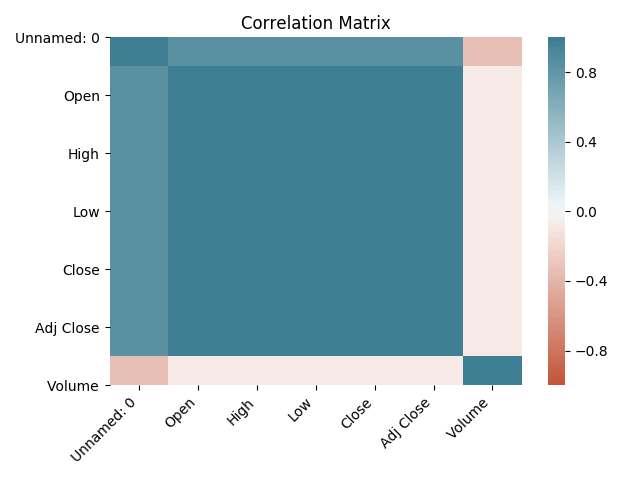 Correlation Matrix
Unnamed: 0
Open
High
Low
Close
Adj Close
Volume
Unnamed: 0
Open
High
Low
Close
Adj Close
Volume
0.8
0.4
0.0
−0.4
−0.8